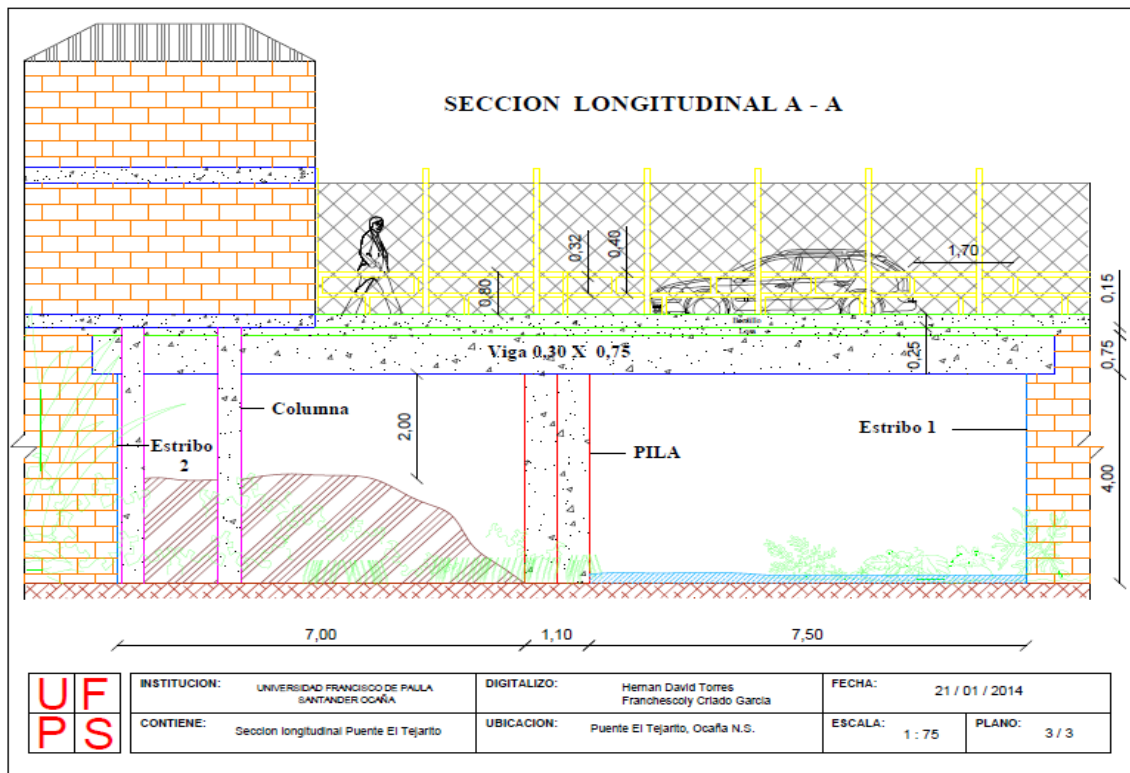 SECCION LONGITUDINAL A - A
0,32
0,40
1,70
0,80
0,15
Viga 0,30 X 0,75
0,25
0,75
Columna
2,00
Estribo 1
Estribo
2
PILA
4,00
7,00
1,10
7,50
UF
PS
INSTITUCION:
UNIVERSIDAD FRANCISCO DE PAULA
SANTANDER OCAÑA
DIGITALIZO:
Hernan David Torres
Franchescoly Criado Garcia
FECHA:
21 / 01 / 2014
CONTIENE:
Seccion longitudinal Puente El Tejarito
UBICACION:
Puente El Tejarito, Ocaña N.S.
ESCALA:
1 : 75
PLANO:
3 / 3